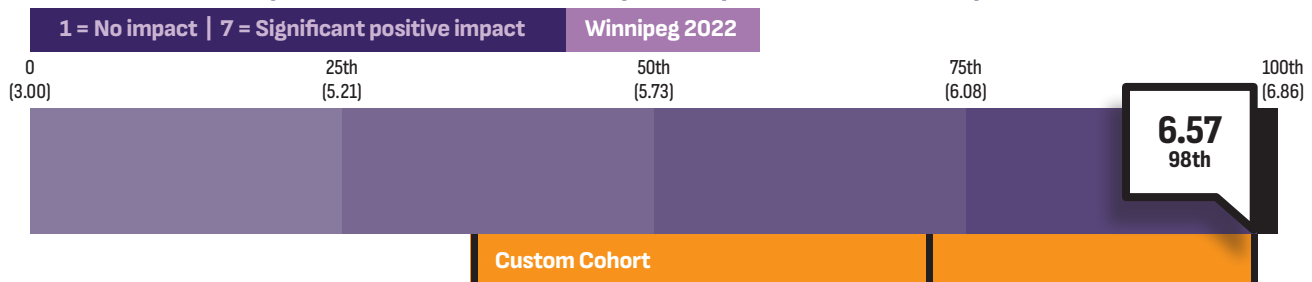 1 = No impact | 7 = Significant positive impact Winnipeg 2022
0 25th 50th 75th 100th
(3.00) (5.21) (5.73) (6.08) (6.86)
6.57
98th
Custom Cohort